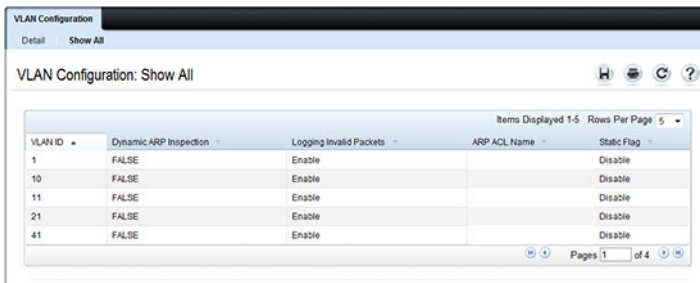 VLAN Configuration
Detail Show All
VLAN Configuration: Show All
Items Displayed 1-5 Rows Per Page 5
VLAN ID Dynamic ARP Inspection Logging Invalid Packets ARP ACL Name Static Flag
1 FALSE Enable Disable
10 FALSE Enable Disable
11 FALSE Enable Disable
21 FALSE Enable Disable
41 FALSE Enable Disable
Pages 1 of 4